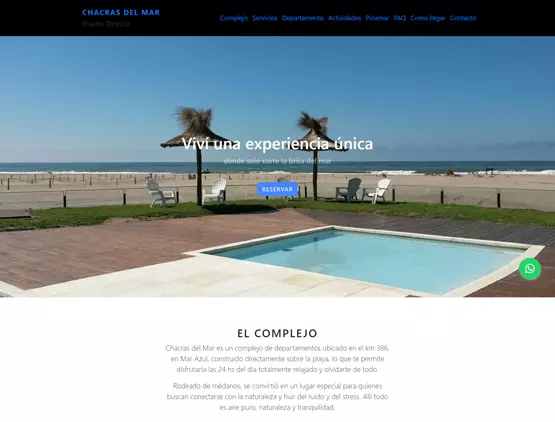 CHACRAS DEL MAR
Dueño Directo
Complejo Servicios Departamento Actividades Pinamar FAQ Como llegar Contacto
Viví una experiencia única
donde solo corre la brisa del mar
RESERVAR
EL COMPLEJO
Chacras del Mar es un complejo de departamentos ubicado en el km 386,
en Mar Azul, construido directamente sobre la playa, lo que te permite
disfrutarla las 24 hs del día totalmente relajado y olvidarte de todo.
Rodeado de médanos, se convirtió en un lugar especial para quienes
buscan conectarse con la naturaleza y huir del ruido y del stress. Allí todo
es aire puro, naturaleza y tranquilidad.